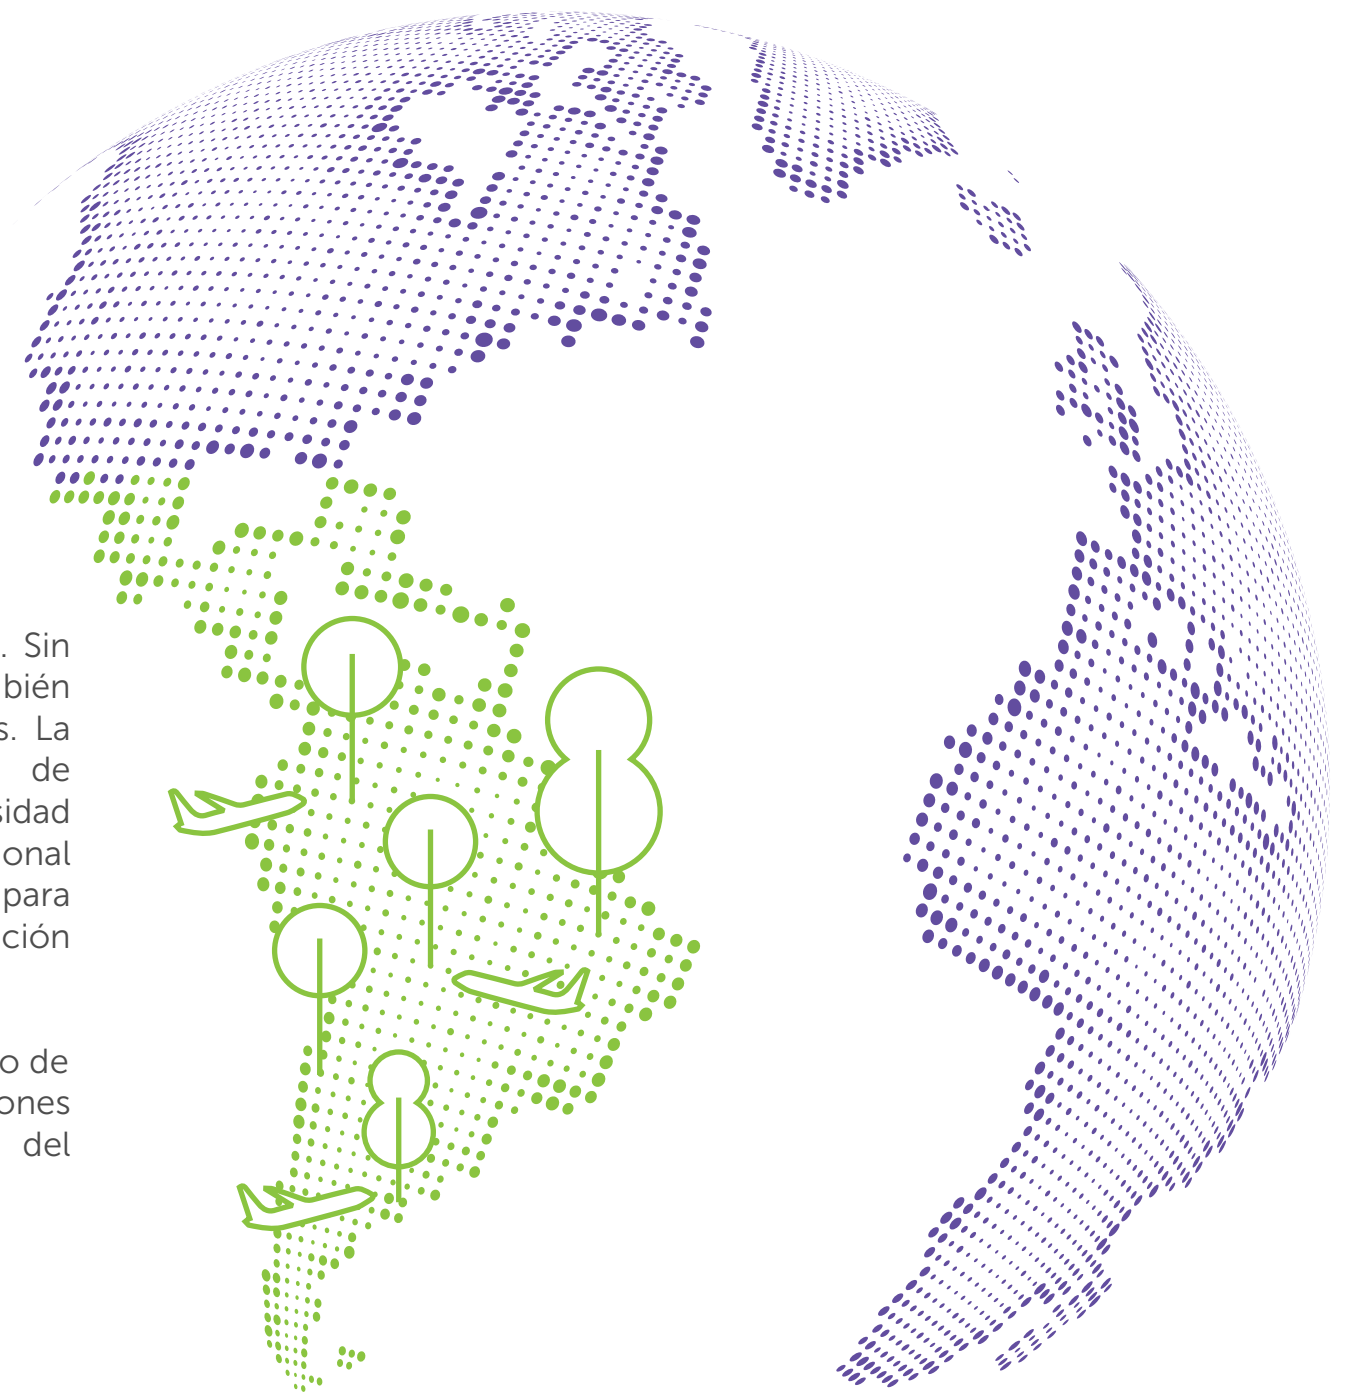 . Sin
bién
s. La
de
sidad
onal
para
ción
o de
ones
del